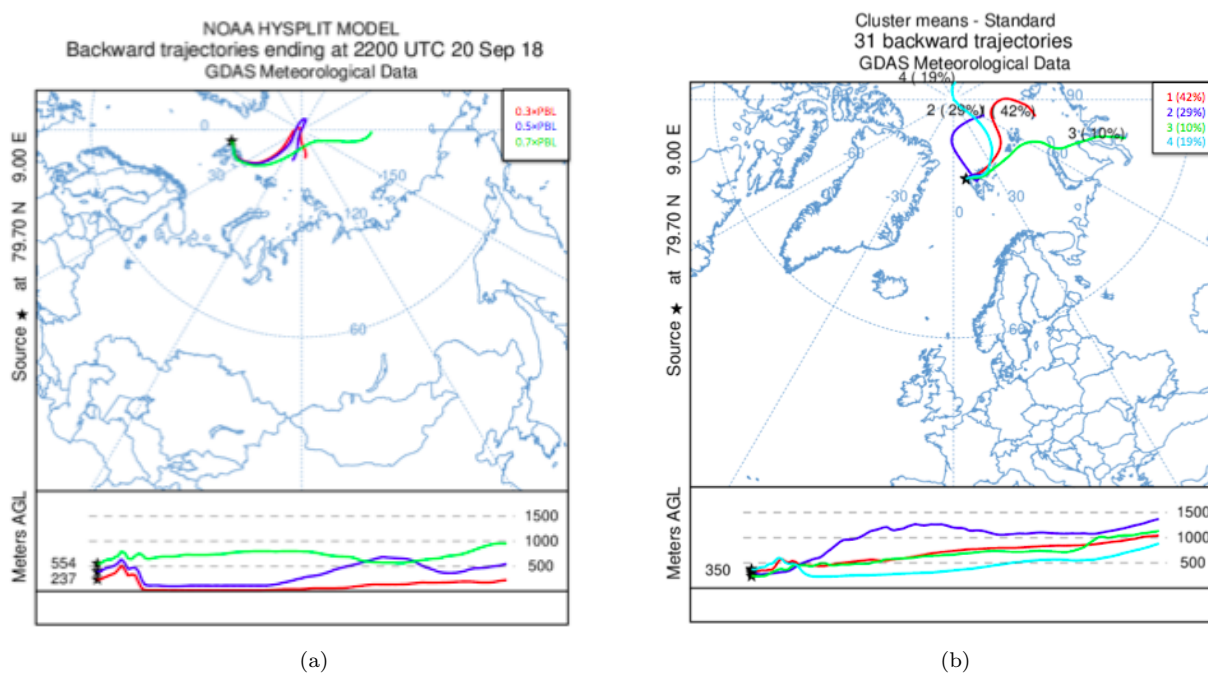 NOAA HYSPLIT MODEL
Backward trajectories ending at 2200 UTC 20 Sep 18
GDAS Meteorological Data
Source ★ at 79.70 N 9.00 E
0.3×PBL
0.5×PBL
0.7×PBL
0
30
-150
120
60
Meters AGL
1500
1000
500
554
237
(a)
Cluster means - Standard
31 backward trajectories
GDAS Meteorological Data
Source ★ at 79.70 N 9.00 E
4 ( 19%)
2 ( 29%)
42%)
3 ( 10%)
1 (42%)
2 (29%)
3 (10%)
4 (19%)
90
-60
60
-30
30
0
60
Meters AGL
1500
1000
500
350
(b)